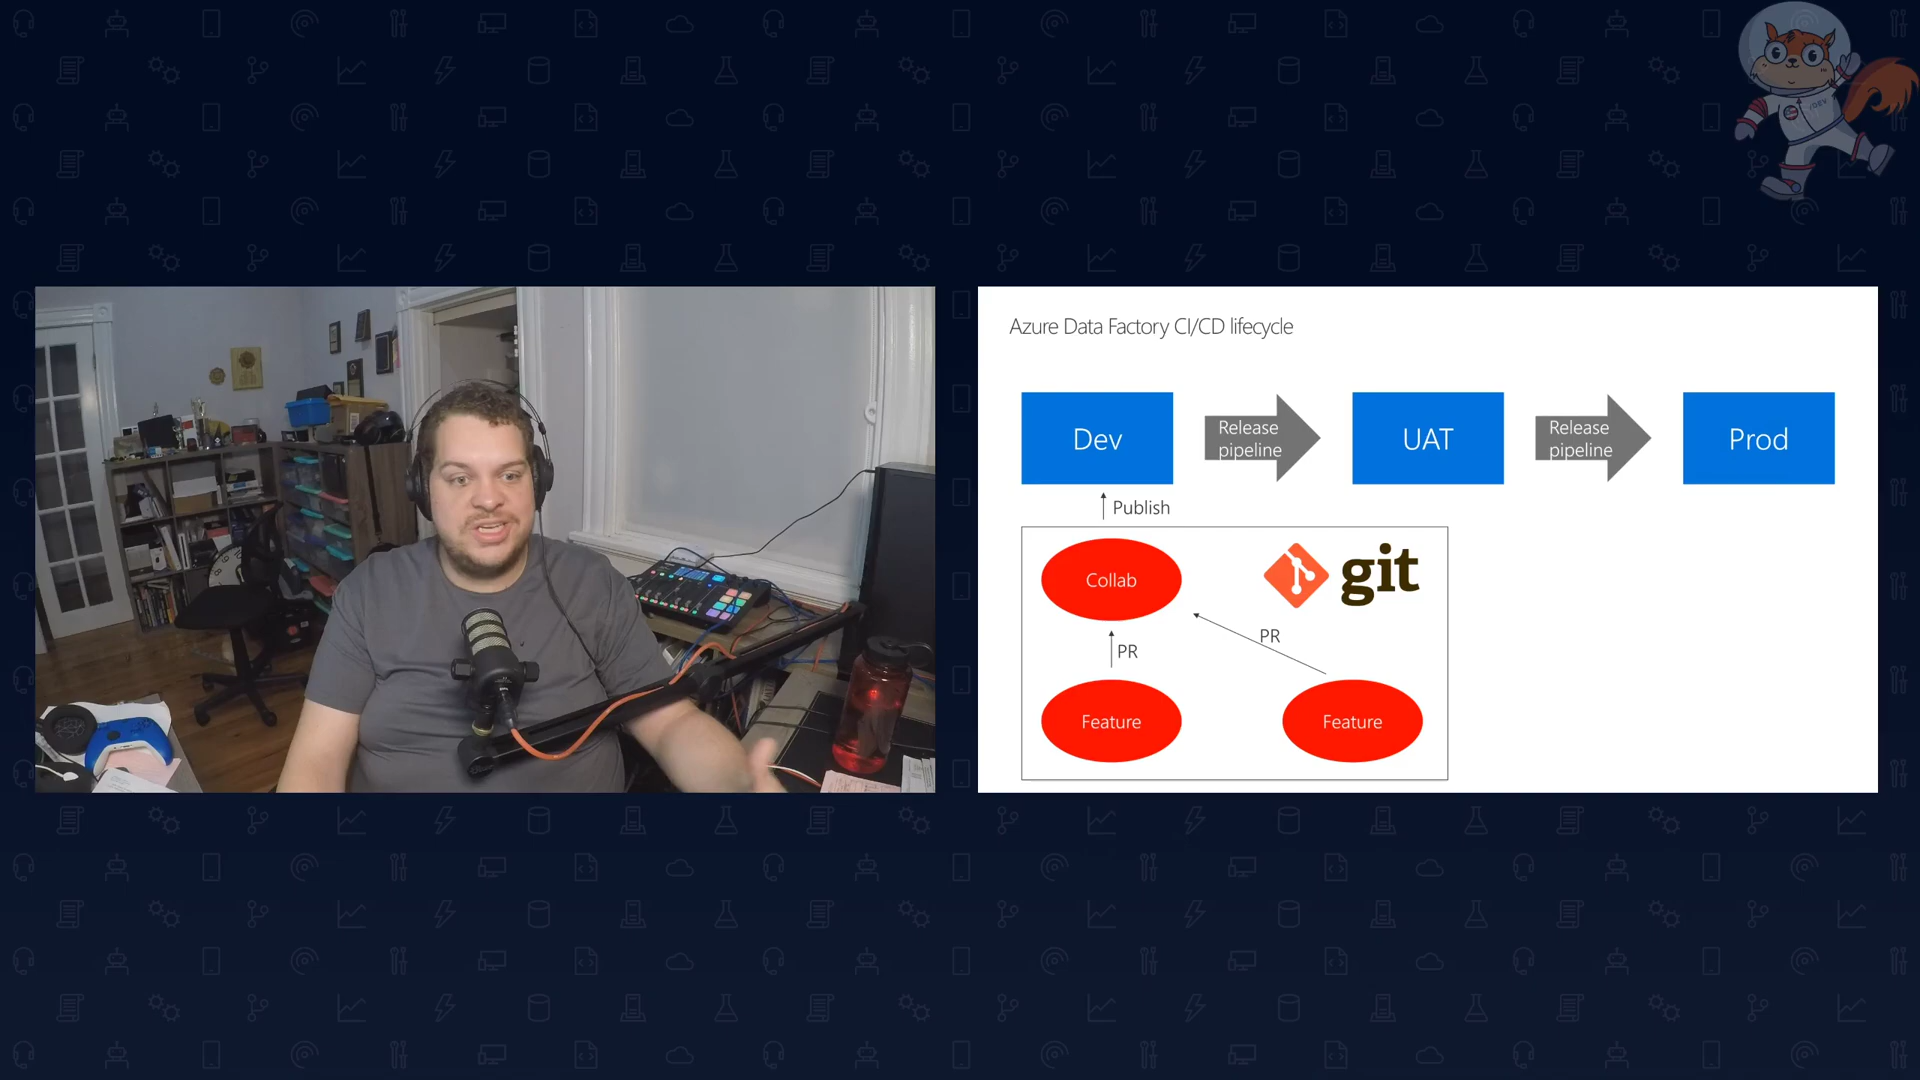 Azure Data Factory CI/CD lifecycle
Dev
Release
pipeline
UAT
Release
pipeline
Prod
Publish
Collab
git
PR
PR
Feature
Feature